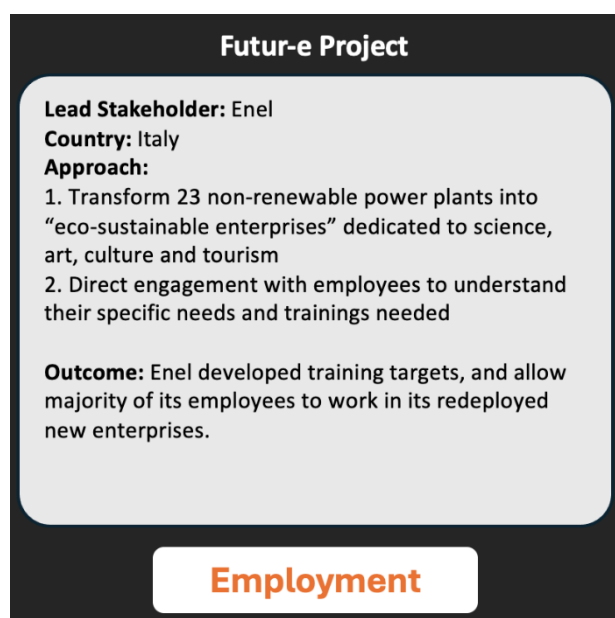 Futur-e Project
Lead Stakeholder: Enel
Country: Italy
Approach:
1. Transform 23 non-renewable power plants into
“eco-sustainable enterprises” dedicated to science,
art, culture and tourism
2. Direct engagement with employees to understand
their specific needs and trainings needed
Outcome: Enel developed training targets, and allow
majority of its employees to work in its redeployed
new enterprises.
Employment